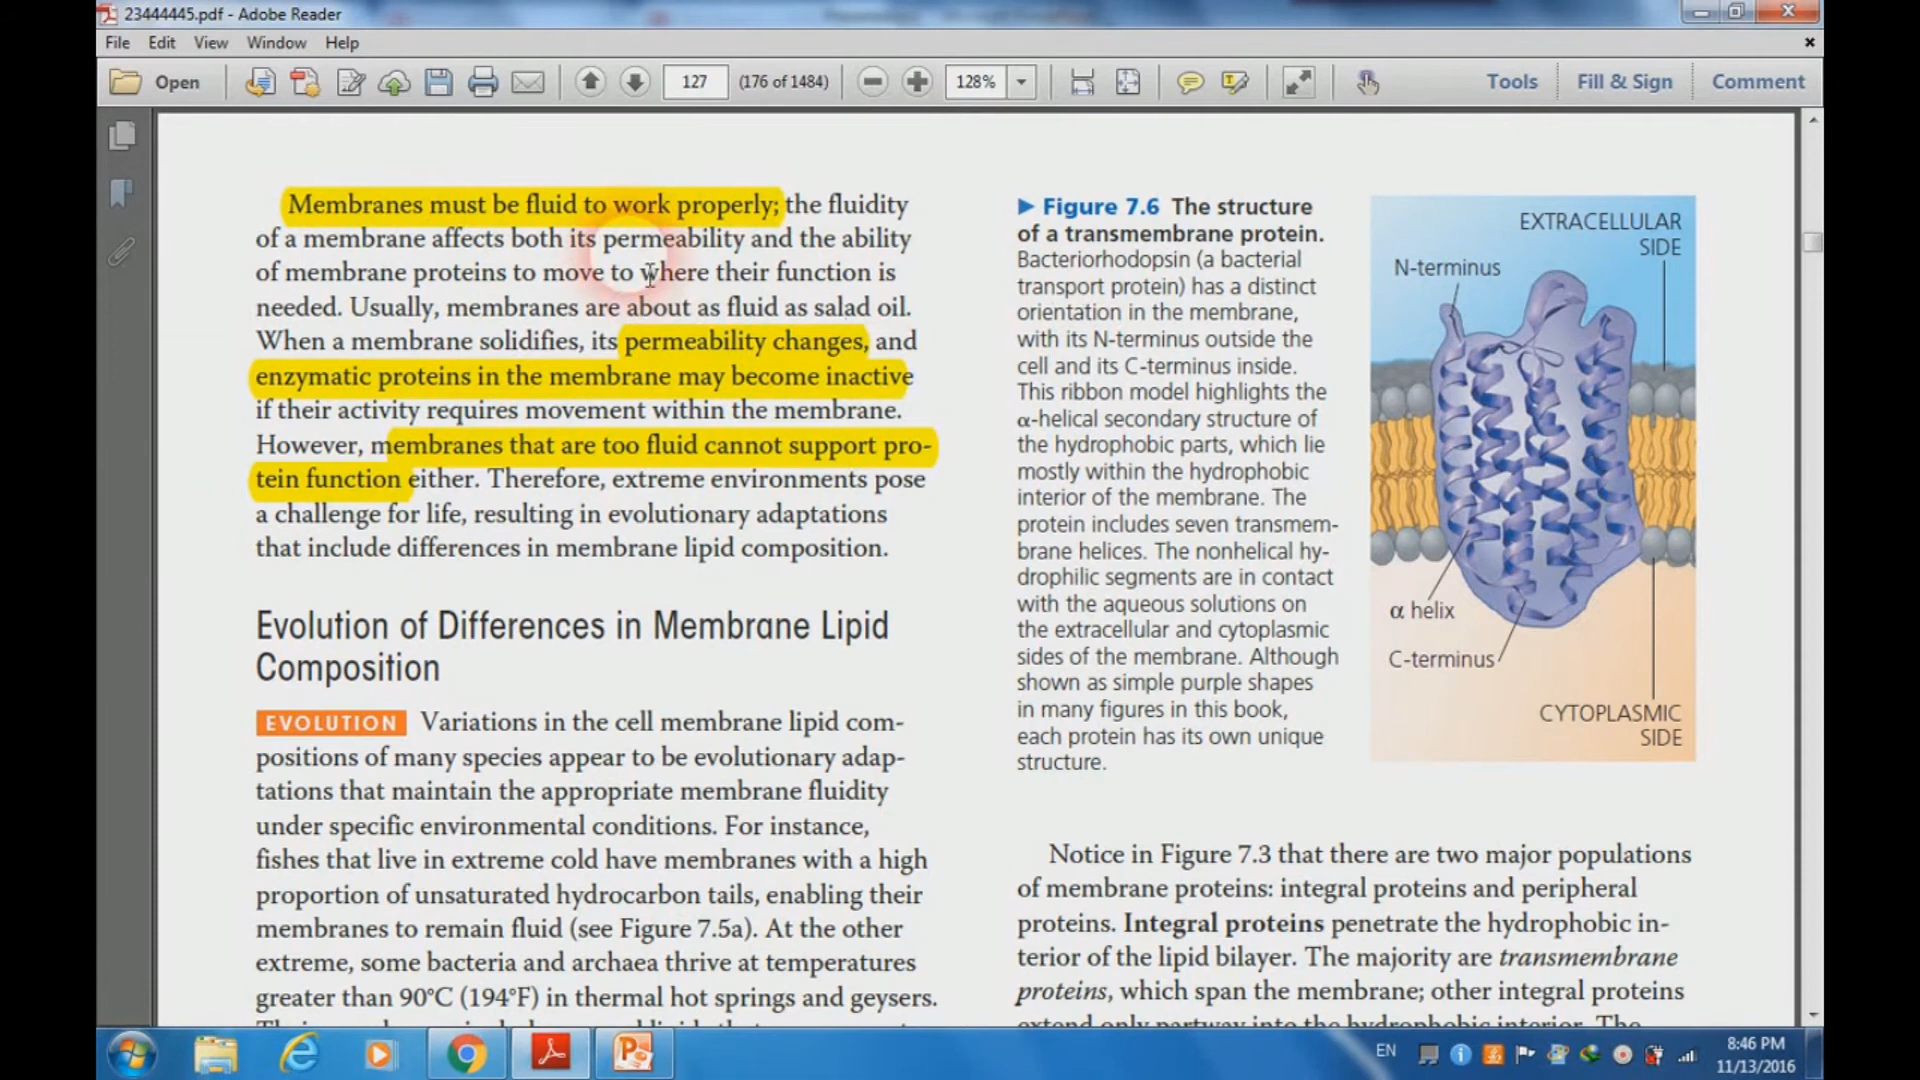 23444445.pdf - Adobe Reader
File Edit View Window Help
Open 127 (176 of 1484) 128% Tools Fill & Sign Comment
Membranes must be fluid to work properly; the fluidity
of a membrane affects both its permeability and the ability
of membrane proteins to move to where their function is
needed. Usually, membranes are about as fluid as salad oil.
When a membrane solidifies, its permeability changes, and
enzymatic proteins in the membrane may become inactive
if their activity requires movement within the membrane.
However, membranes that are too fluid cannot support pro-
tein function either. Therefore, extreme environments pose
a challenge for life, resulting in evolutionary adaptations
that include differences in membrane lipid composition.
Evolution of Differences in Membrane Lipid
Composition
EVOLUTION Variations in the cell membrane lipid com-
positions of many species appear to be evolutionary adap-
tations that maintain the appropriate membrane fluidity
under specific environmental conditions. For instance,
fishes that live in extreme cold have membranes with a high
proportion of unsaturated hydrocarbon tails, enabling their
membranes to remain fluid (see Figure 7.5a). At the other
extreme, some bacteria and archaea thrive at temperatures
greater than 90°C (194°F) in thermal hot springs and geysers.
▶ Figure 7.6 The structure
of a transmembrane protein.
Bacteriorhodopsin (a bacterial
transport protein) has a distinct
orientation in the membrane,
with its N-terminus outside the
cell and its C-terminus inside.
This ribbon model highlights the
α-helical secondary structure of
the hydrophobic parts, which lie
mostly within the hydrophobic
interior of the membrane. The
protein includes seven transmem-
brane helices. The nonhelical hy-
drophilic segments are in contact
with the aqueous solutions on
the extracellular and cytoplasmic
sides of the membrane. Although
shown as simple purple shapes
in many figures in this book,
each protein has its own unique
structure.
EXTRACELLULAR
SIDE
N-terminus
α helix
C-terminus
CYTOPLASMIC
SIDE
Notice in Figure 7.3 that there are two major populations
of membrane proteins: integral proteins and peripheral
proteins. Integral proteins penetrate the hydrophobic in-
terior of the lipid bilayer. The majority are transmembrane
proteins, which span the membrane; other integral proteins
extend only partway into the hydrophobic interior. The
EN
8:46 PM
11/13/2016